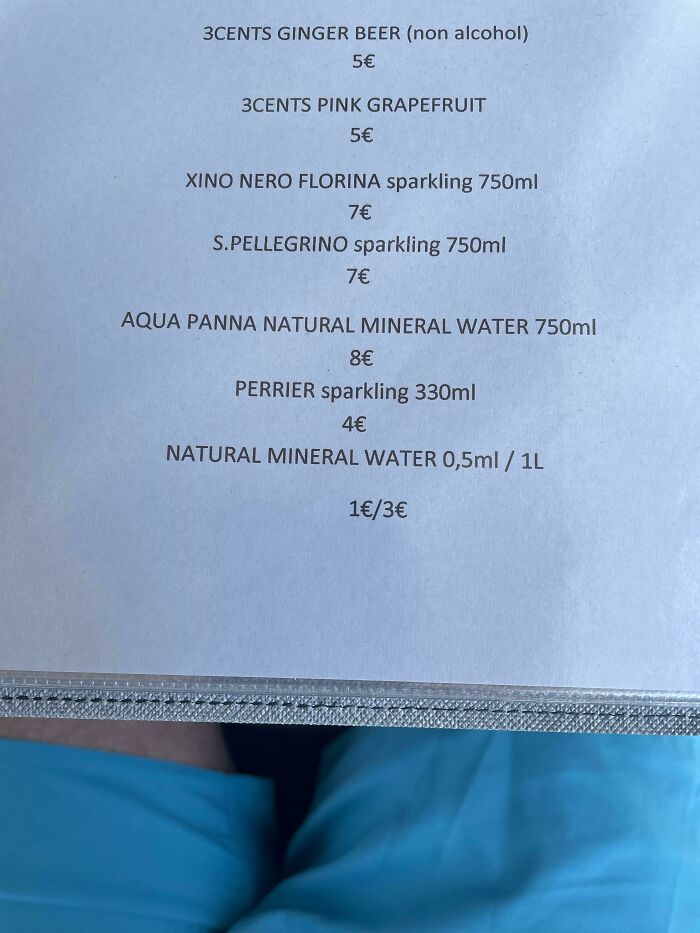 3CENTS GINGER BEER (non alcohol)
5€
3CENTS PINK GRAPEFRUIT
5€
XINO NERO FLORINA sparkling 750ml
7€
S.PELLEGRINO sparkling 750ml
7€
AQUA PANNA NATURAL MINERAL WATER 750ml
8€
PERRIER sparkling 330ml
4€
NATURAL MINERAL WATER 0,5ml / 1L
1€/3€